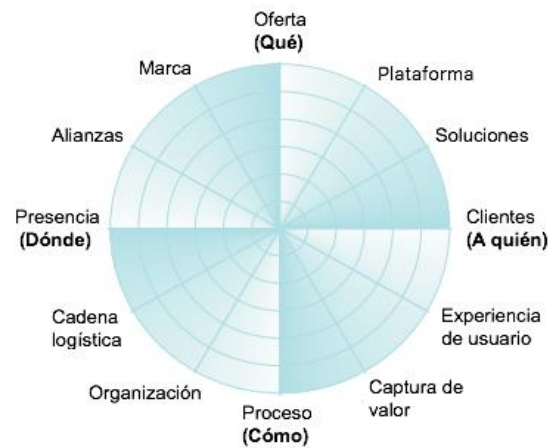 Oferta
(Qué)
Plataforma
Soluciones
Clientes
(A quién)
Experiencia
de usuario
Captura de
valor
Proceso
(Cómo)
Organización
Cadena
logística
Presencia
(Dónde)
Alianzas
Marca